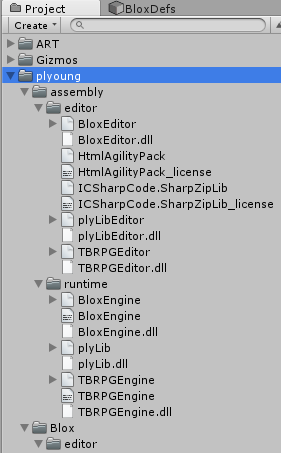 Project
BloxDefs
Create
ART
Gizmos
plyoung
assembly
editor
BloxEditor
BloxEditor.dll
HtmlAgilityPack
HtmlAgilityPack_license
ICSharpCode.SharpZipLib
ICSharpCode.SharpZipLib_license
plyLibEditor
plyLibEditor.dll
TBRPGEditor
TBRPGEditor.dll
runtime
BloxEngine
BloxEngine
BloxEngine.dll
plyLib
plyLib.dll
TBRPGEngine
TBRPGEngine
TBRPGEngine.dll
Blox
editor